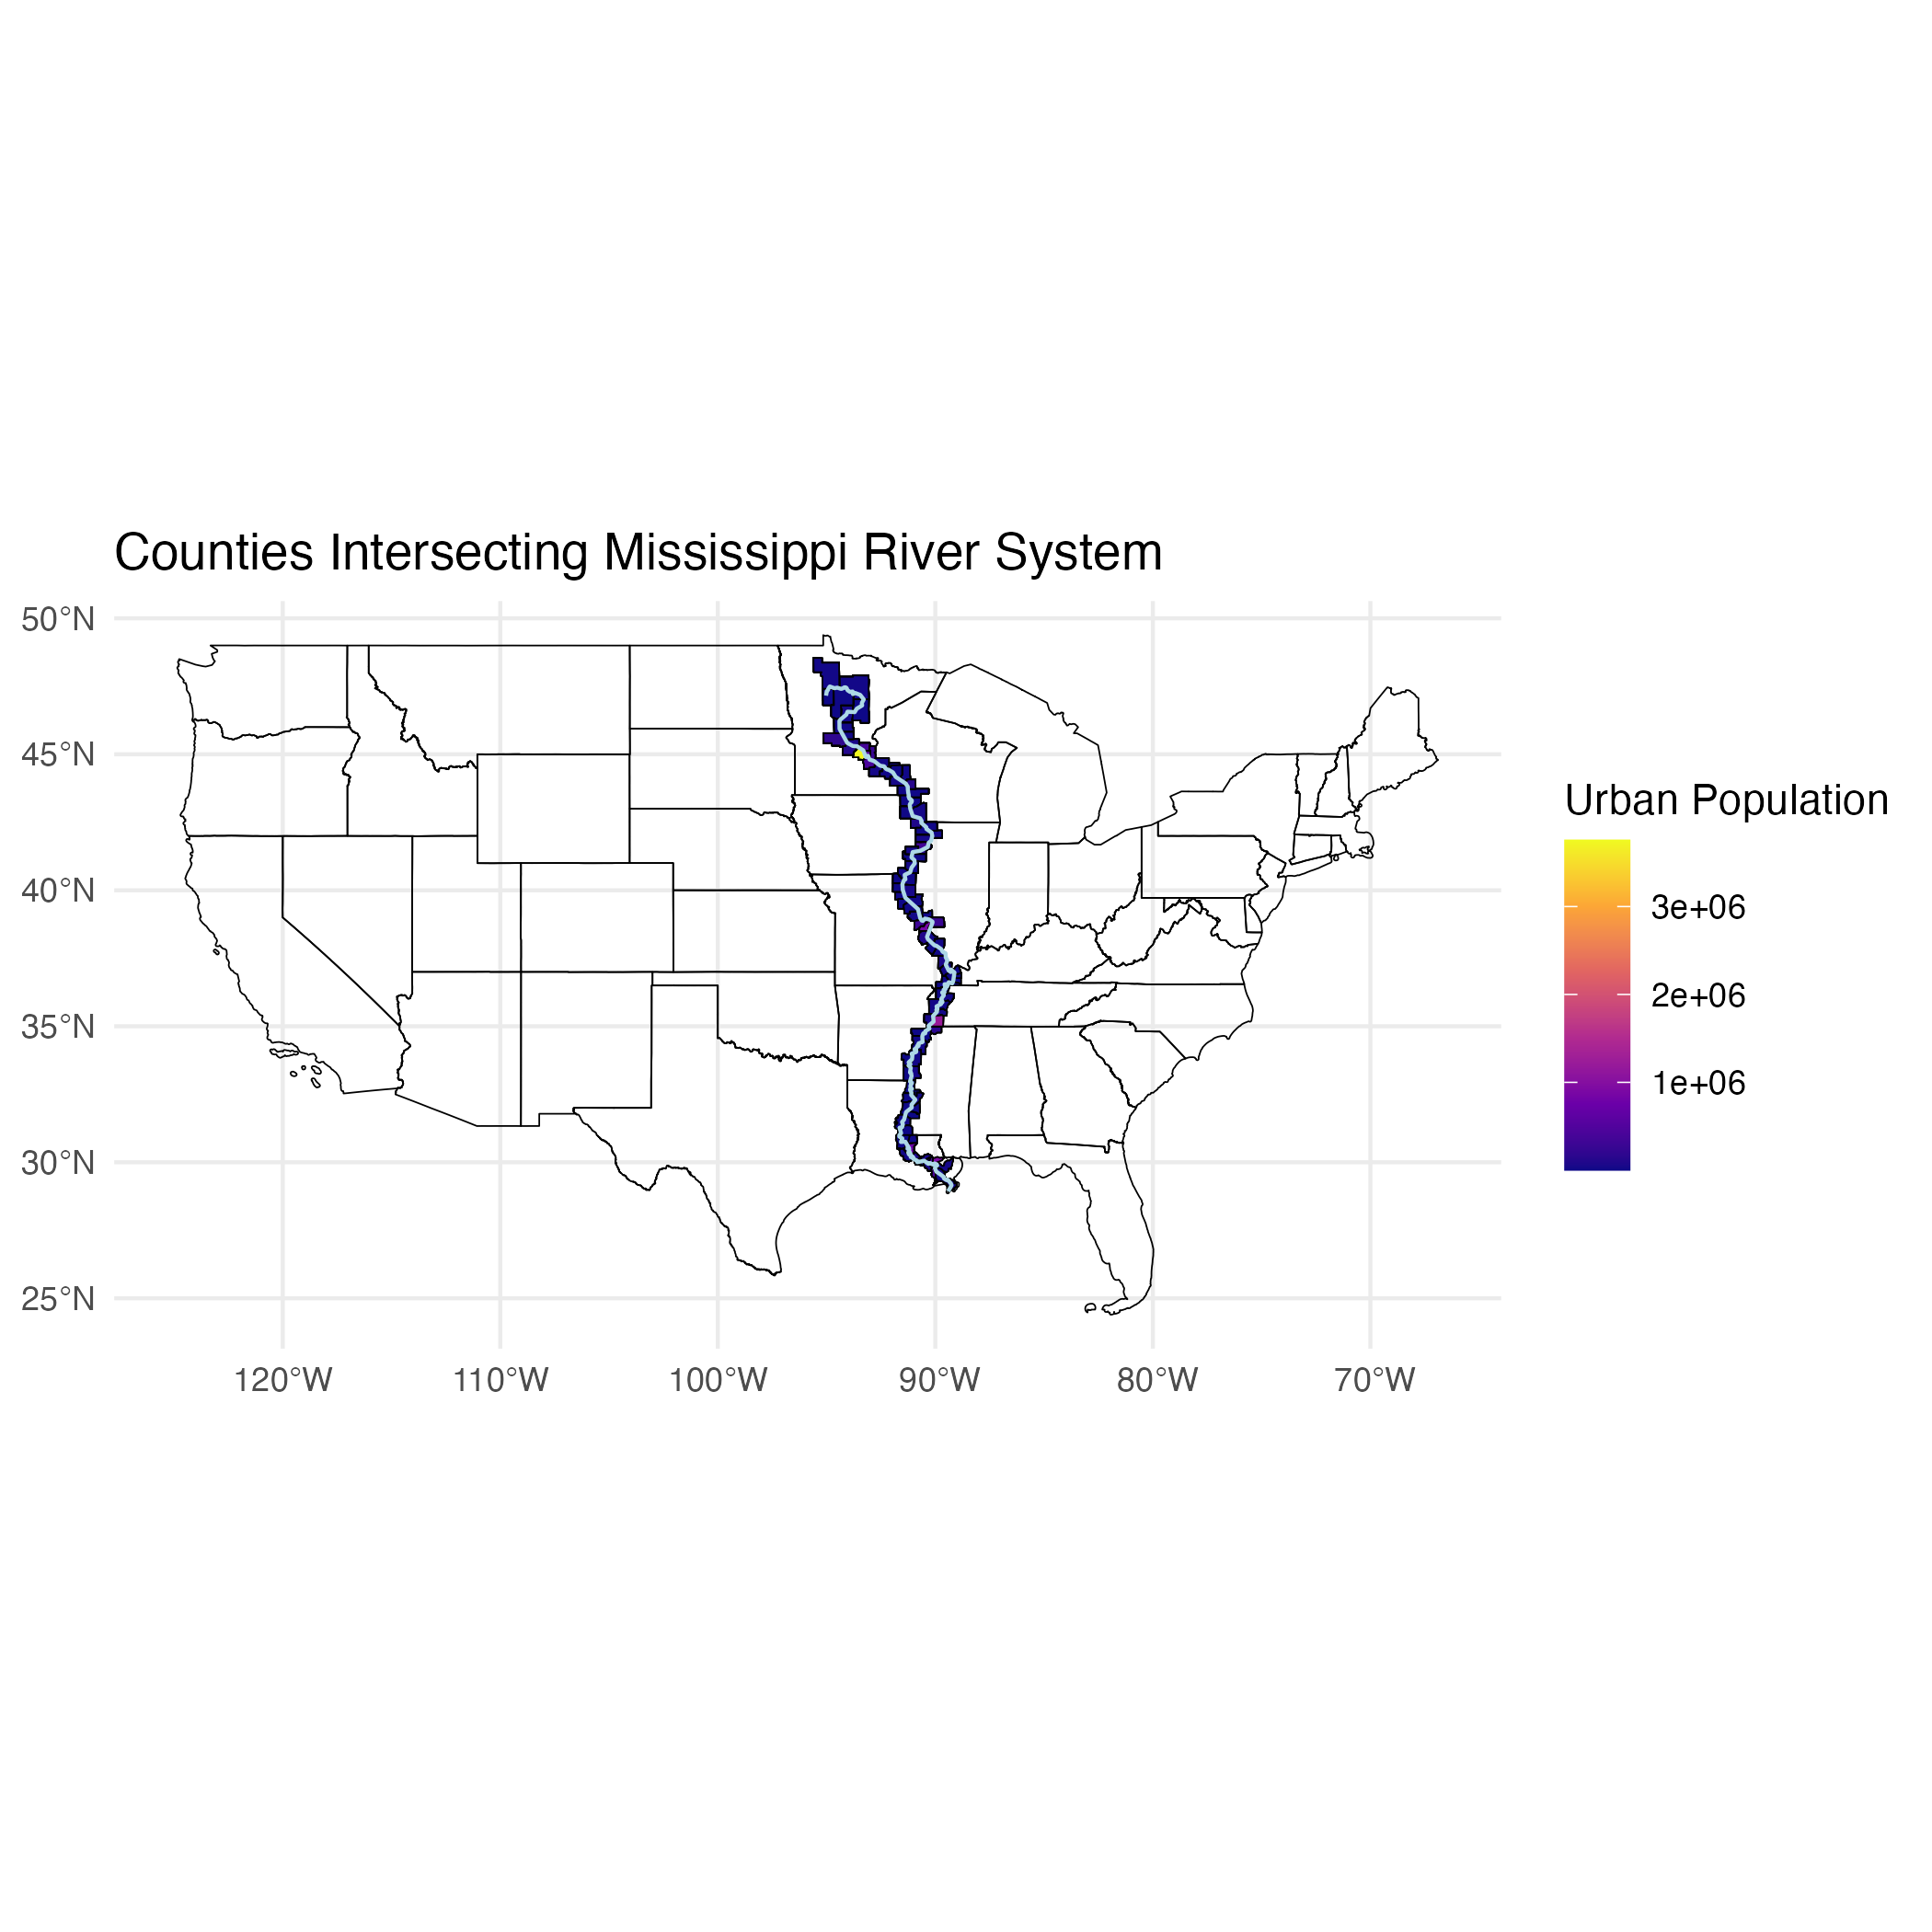 Counties Intersecting Mississippi River System
50°N
45°N
40°N
35°N
30°N
25°N
120°W
110°W
100°W
90°W
80°W
70°W
Urban Population
3e+06
2e+06
1e+06